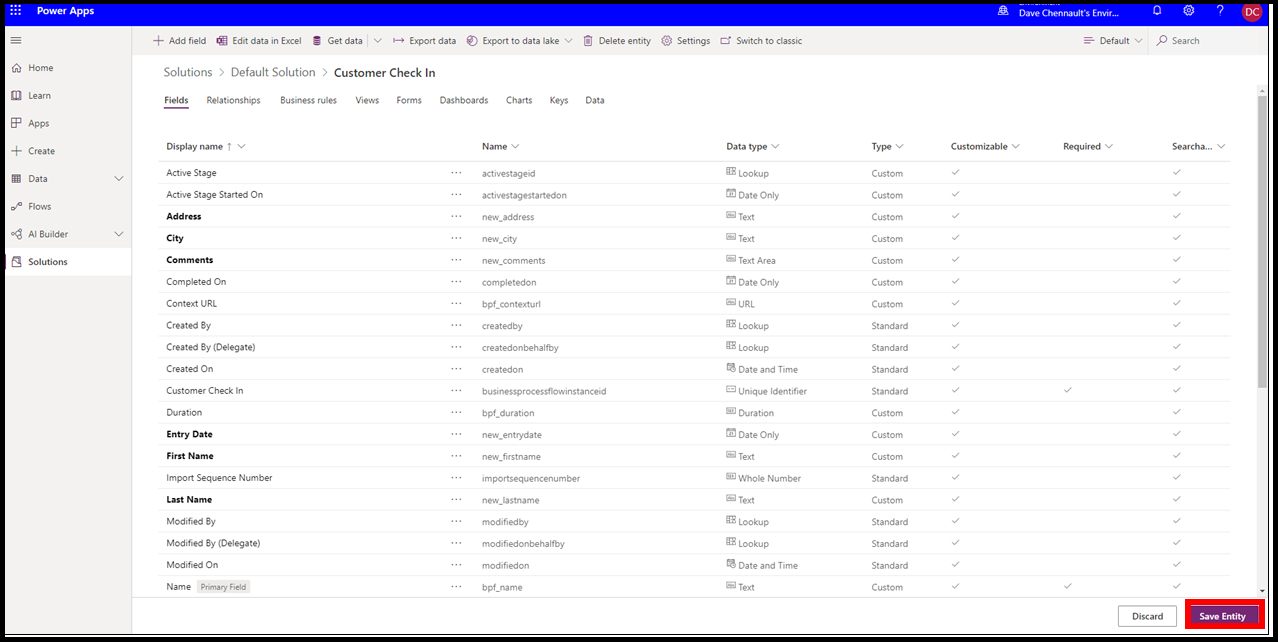 Power Apps
Dave Chennault's Envir...
?
DC
Add field
Edit data in Excel
Get data
Export data
Export to data lake
Delete entity
Settings
Switch to classic
Default
Search
Home
Learn
Apps
Create
Data
Flows
AI Builder
Solutions
Solutions > Default Solution > Customer Check In
Fields Relationships Business rules Views Forms Dashboards Charts Keys Data
Display name ↑ Name Data type Type Customizable Required Searcha...
Active Stage ··· activestageid Lookup Custom ✓ ✓
Active Stage Started On ··· activestagestartedon Date Only Custom ✓ ✓
Address ··· new_address Text Custom ✓ ✓
City ··· new_city Text Custom ✓ ✓
Comments ··· new_comments Text Area Custom ✓ ✓
Completed On ··· completedon Date Only Custom ✓ ✓
Context URL ··· bpf_contexturl URL Custom ✓ ✓
Created By ··· createdby Lookup Standard ✓ ✓
Created By (Delegate) ··· createdonbehalfby Lookup Standard ✓ ✓
Created On ··· createdon Date and Time Standard ✓ ✓
Customer Check In ··· businessprocessflowinstanceid Unique Identifier Standard ✓ ✓ ✓
Duration ··· bpf_duration Duration Custom ✓ ✓
Entry Date ··· new_entrydate Date Only Custom ✓ ✓
First Name ··· new_firstname Text Custom ✓ ✓
Import Sequence Number ··· importsequencenumber Whole Number Standard ✓ ✓
Last Name ··· new_lastname Text Custom ✓ ✓
Modified By ··· modifiedby Lookup Standard ✓ ✓
Modified By (Delegate) ··· modifiedonbehalfby Lookup Standard ✓ ✓
Modified On ··· modifiedon Date and Time Standard ✓ ✓
Name Primary Field ··· bpf_name Text Custom ✓ ✓ ✓
Discard
Save Entity